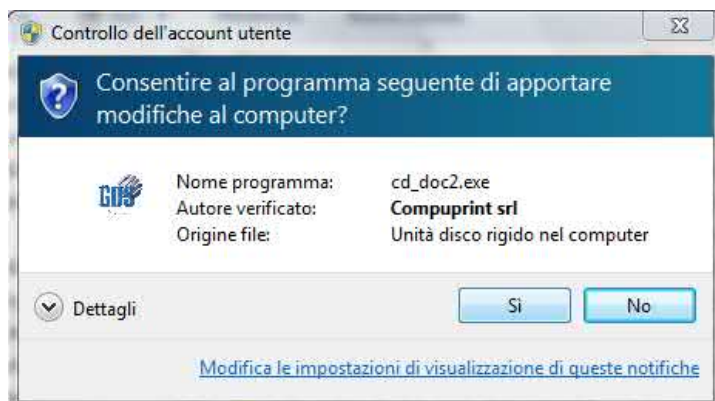 Controllo dell'account utente
Consentire al programma seguente di apportare
modifiche al computer?
Nome programma: cd_doc2.exe
Autore verificato: Compuprint srl
Origine file: Unità disco rigido nel computer
Dettagli
Sì No
Modifica le impostazioni di visualizzazione di queste notifiche